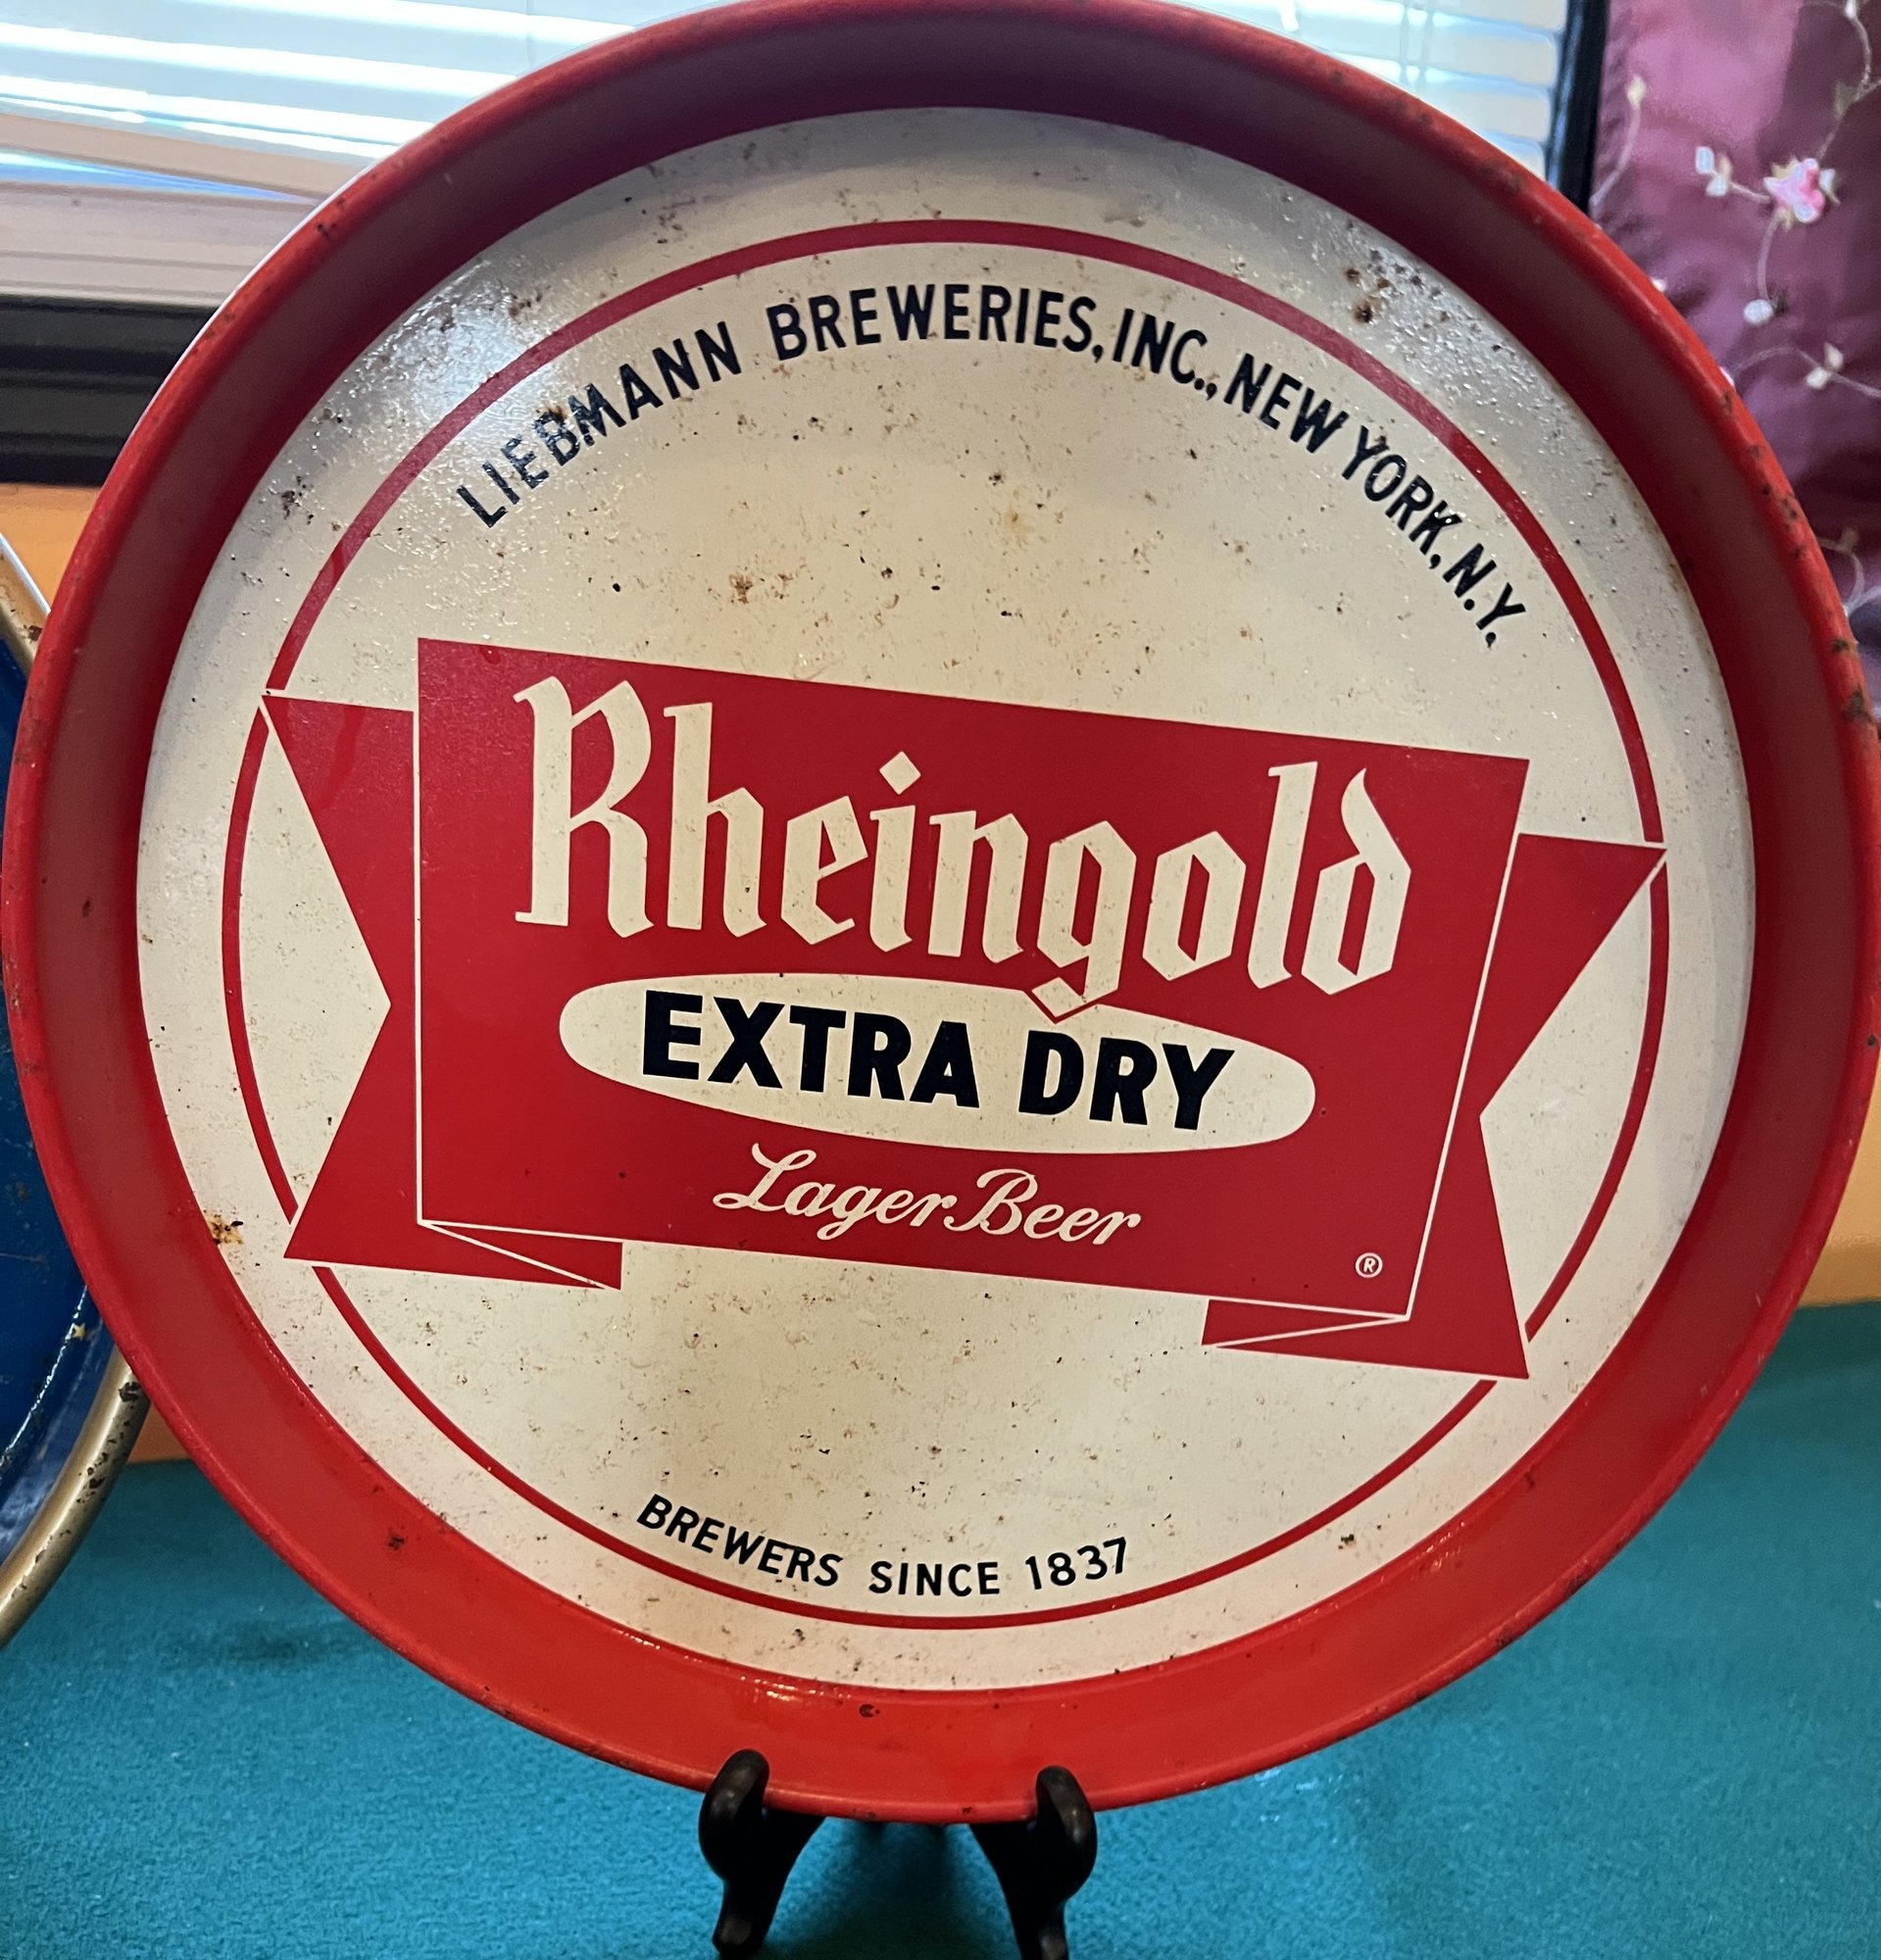 LIEBMANN BREWERIES, INC., NEW YORK, N.Y.
Rheingold
EXTRA DRY
Lager Beer
®
BREWERS SINCE 1837